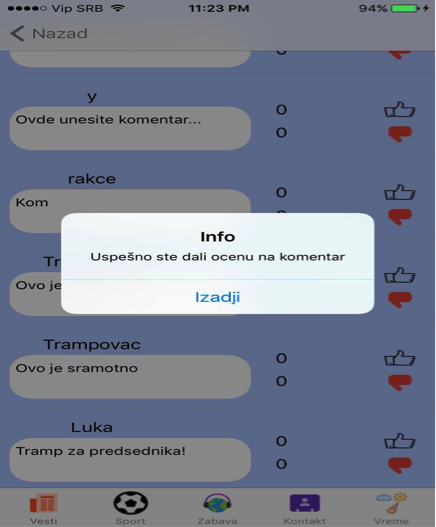 Vip SRB 11:23 PM 94%
Nazad
0
y
Ovde unesite komentar...
0
0
rakce
Kom
0
0
Info
Uspešno ste dali ocenu na komentar
Izadji
Tr
Ovo je
Trampovac
Ovo je sramotno
0
0
Luka
Tramp za predsednika!
0
0
Vesti Sport Zabava Kontakt Vreme